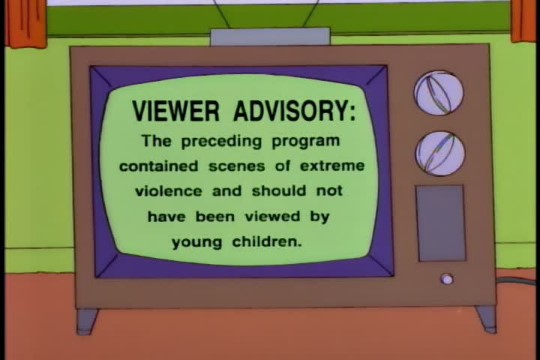 VIEWER ADVISORY:
The preceding program
contained scenes of extreme
violence and should not
have been viewed by
young children.